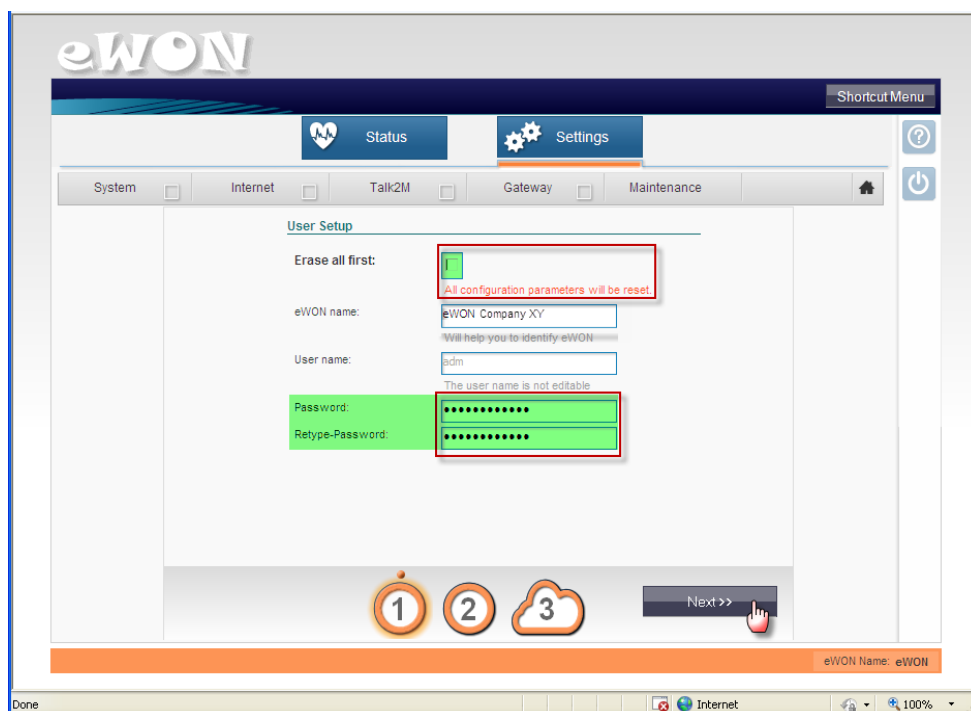 eWON
Shortcut Menu
Status
Settings
?
System
Internet
Talk2M
Gateway
Maintenance
User Setup
Erase all first:
All configuration parameters will be reset.
eWON name:
eWON Company XY
Will help you to identify eWON
User name:
adm
The user name is not editable
Password:
••••••••••••
Retype-Password:
••••••••••••
1
2
3
Next >>
eWON Name: eWON
Done
Internet
100%